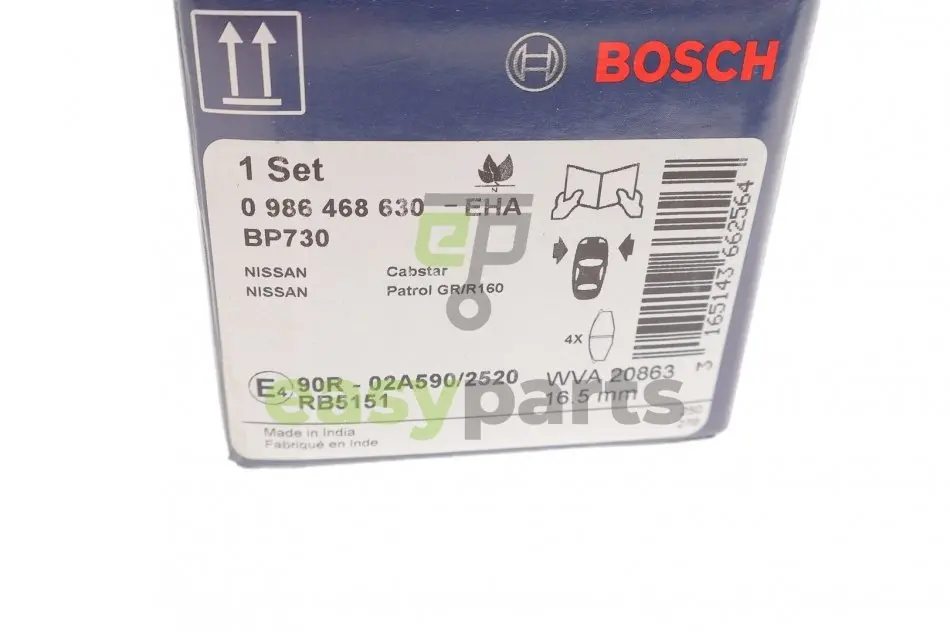 BOSCH
1 Set
0 986 468 630 - EHA
BP730
NISSAN Cabstar
NISSAN Patrol GR/R160
N
4X
3 165143 662564
E4 90R - 02A590/2520 WVA 20863
RB5151 16.5 mm
Made in India
Fabriqué en Inde
ep
easyparts